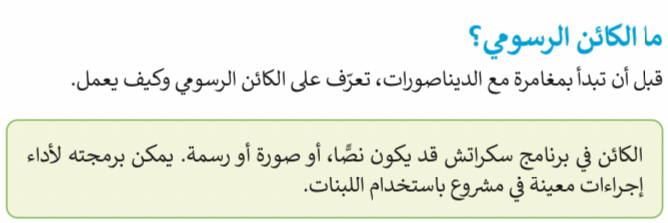 ما الكائن الرسومي؟
قبل أن تبدأ بمغامرة مع الديناصورات، تعرّف على الكائن الرسومي وكيف يعمل.
الكائن في برنامج سكراتش قد يكون نصًّا، أو صورة أو رسمة. يمكن برمجته لأداء
إجراءات معينة في مشروع باستخدام اللبنات.